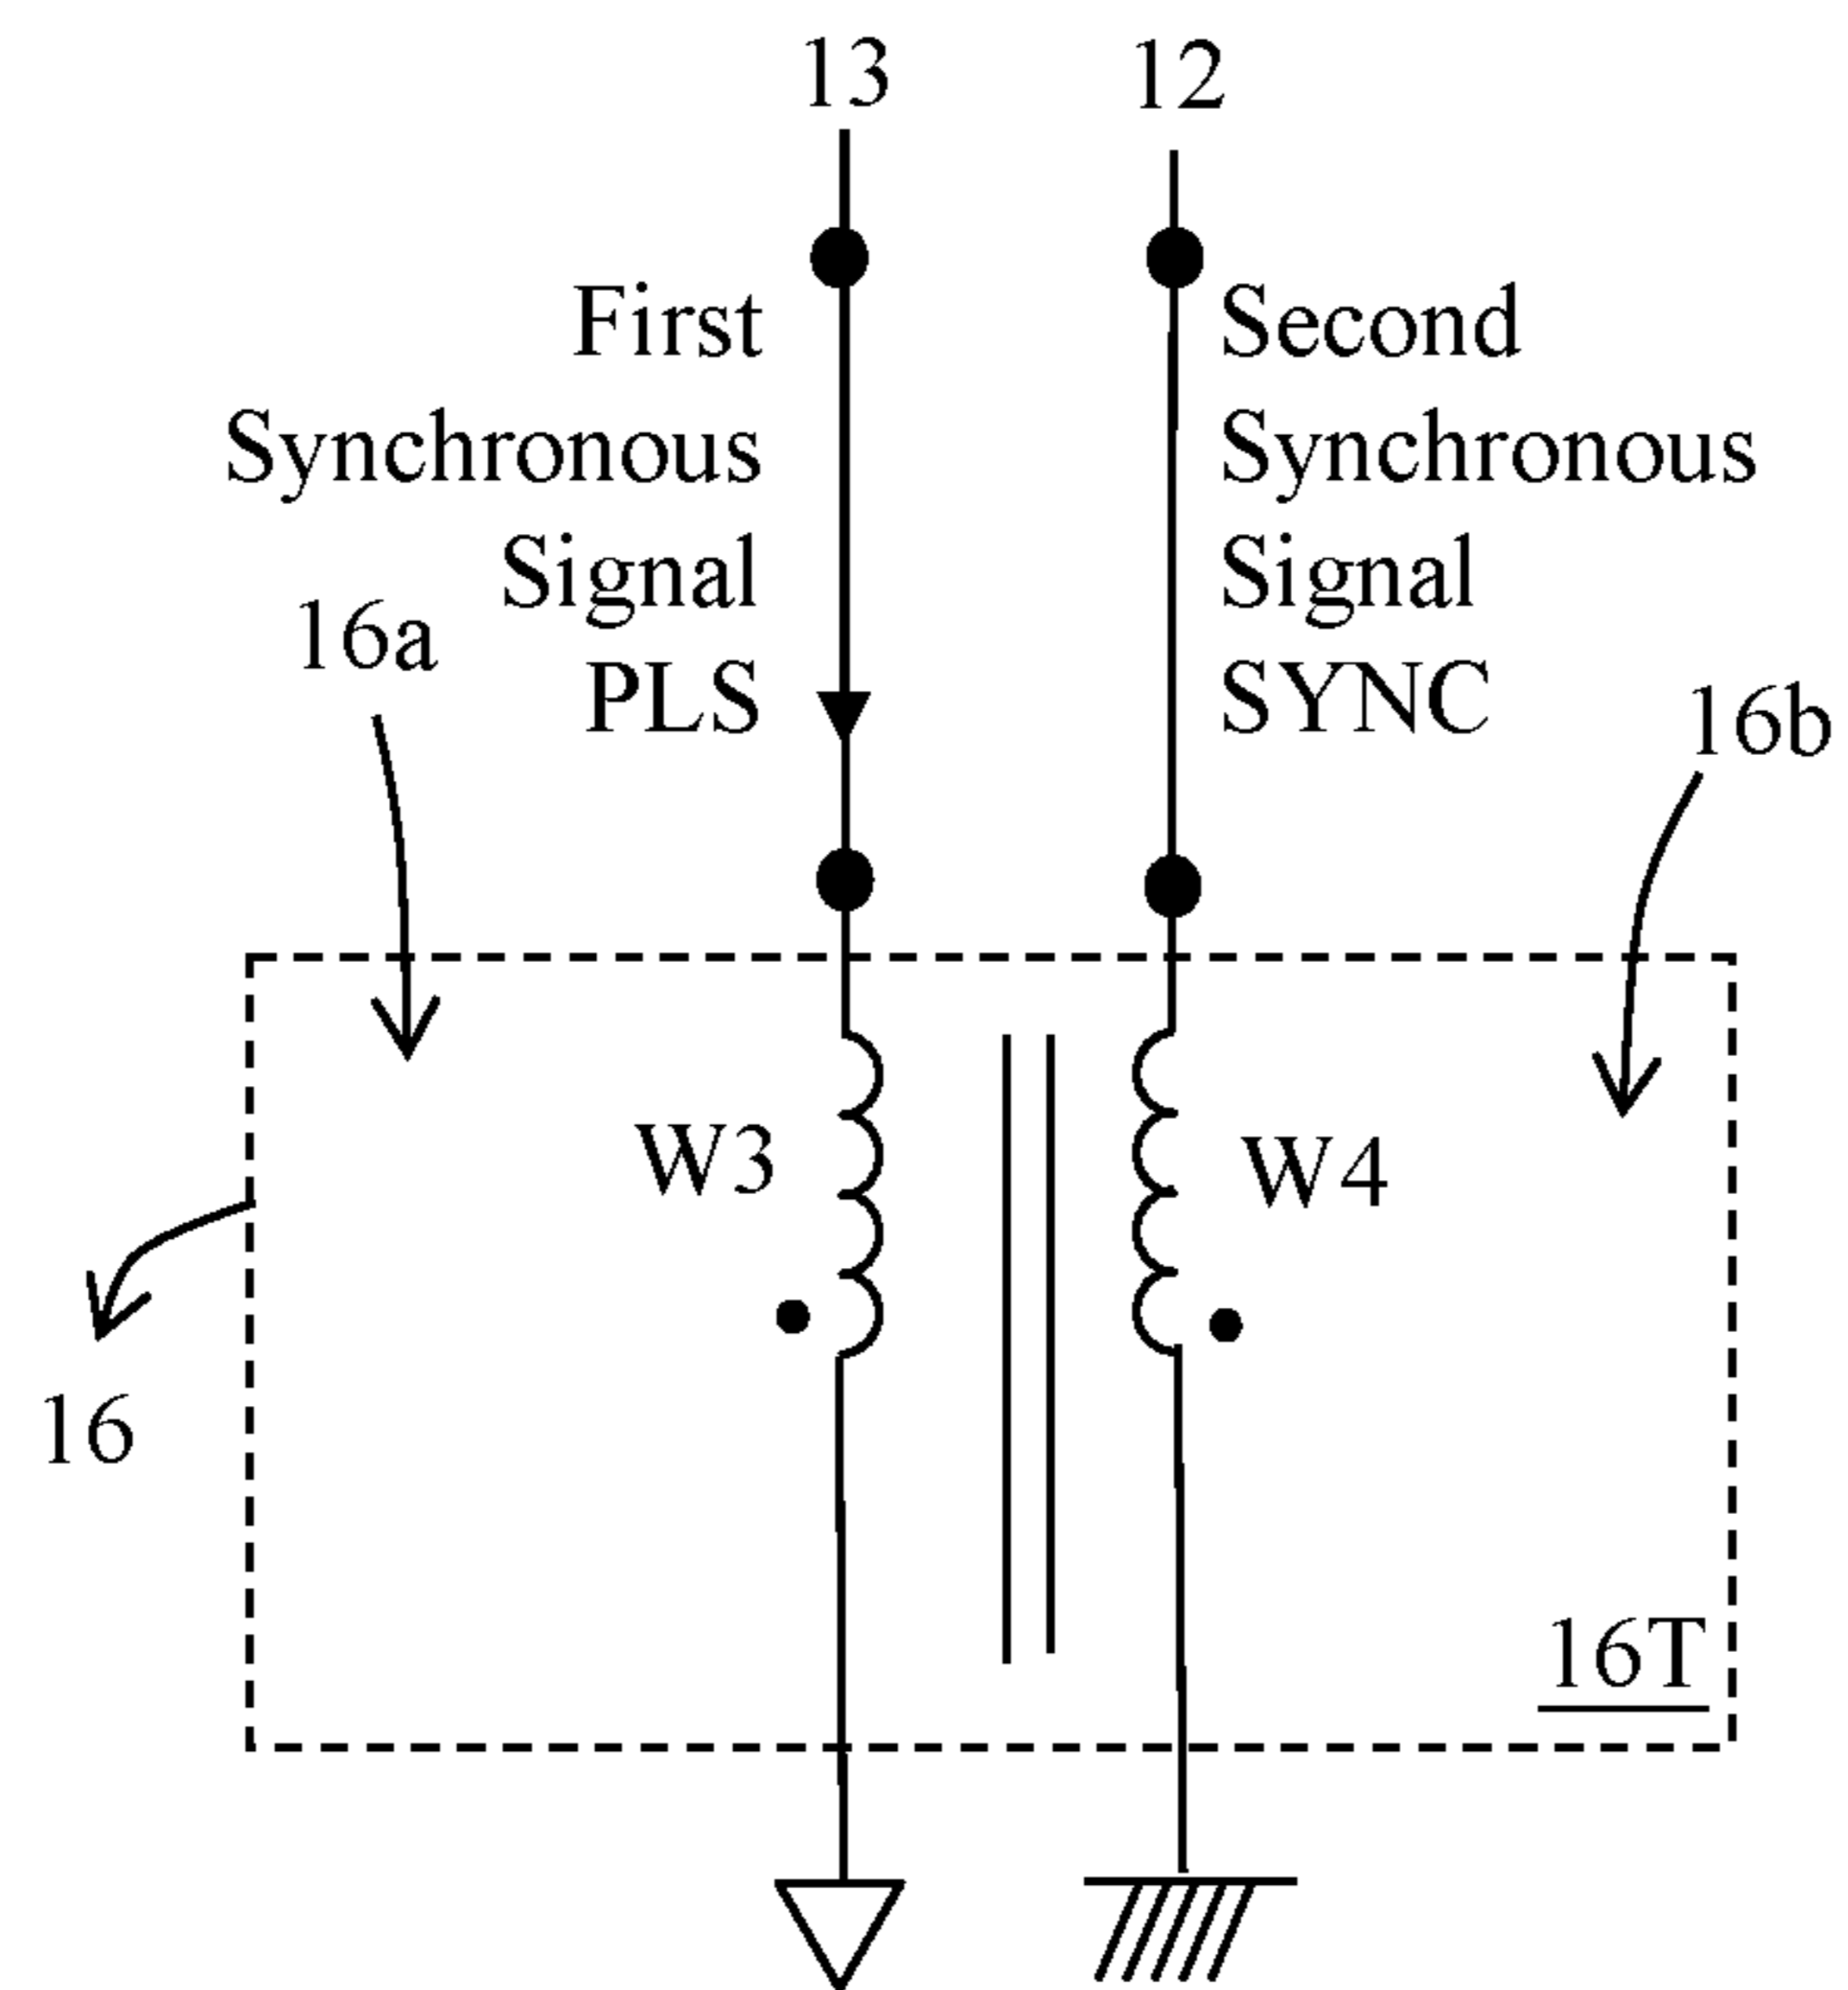 13
12
First
Synchronous
Signal
PLS
Second
Synchronous
Signal
SYNC
16a
16b
W3
W4
16
16T